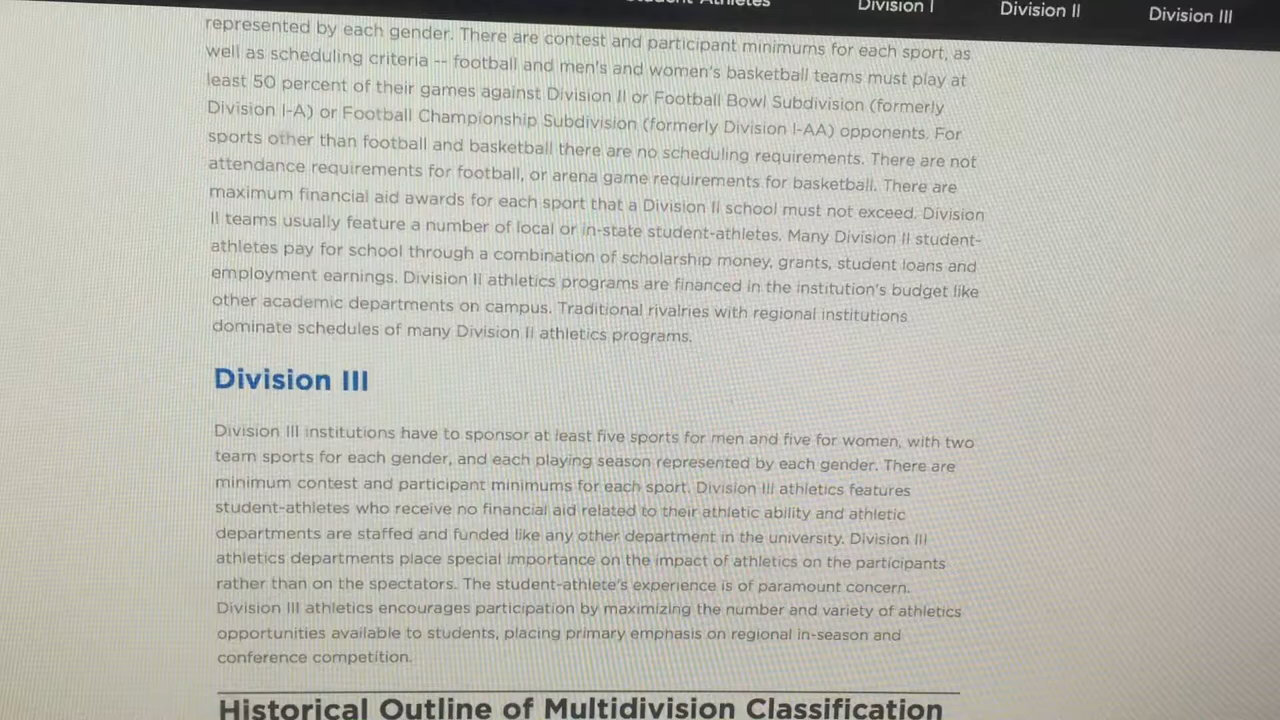 Athletes
Division I
Division II
Division III
represented by each gender. There are contest and participant minimums for each sport, as
well as scheduling criteria -- football and men's and women's basketball teams must play at
least 50 percent of their games against Division II or Football Bowl Subdivision (formerly
Division I-A) or Football Championship Subdivision (formerly Division I-AA) opponents. For
sports other than football and basketball there are no scheduling requirements. There are not
attendance requirements for football, or arena game requirements for basketball. There are
maximum financial aid awards for each sport that a Division II school must not exceed. Division
II teams usually feature a number of local or in-state student-athletes. Many Division II student-
athletes pay for school through a combination of scholarship money, grants, student loans and
employment earnings. Division II athletics programs are financed in the institution's budget like
other academic departments on campus. Traditional rivalries with regional institutions
dominate schedules of many Division II athletics programs.
Division III
Division III institutions have to sponsor at least five sports for men and five for women, with two
team sports for each gender, and each playing season represented by each gender. There are
minimum contest and participant minimums for each sport. Division III athletics features
student-athletes who receive no financial aid related to their athletic ability and athletic
departments are staffed and funded like any other department in the university. Division III
athletics departments place special importance on the impact of athletics on the participants
rather than on the spectators. The student-athlete's experience is of paramount concern.
Division III athletics encourages participation by maximizing the number and variety of athletics
opportunities available to students, placing primary emphasis on regional in-season and
conference competition.
Historical Outline of Multidivision Classification